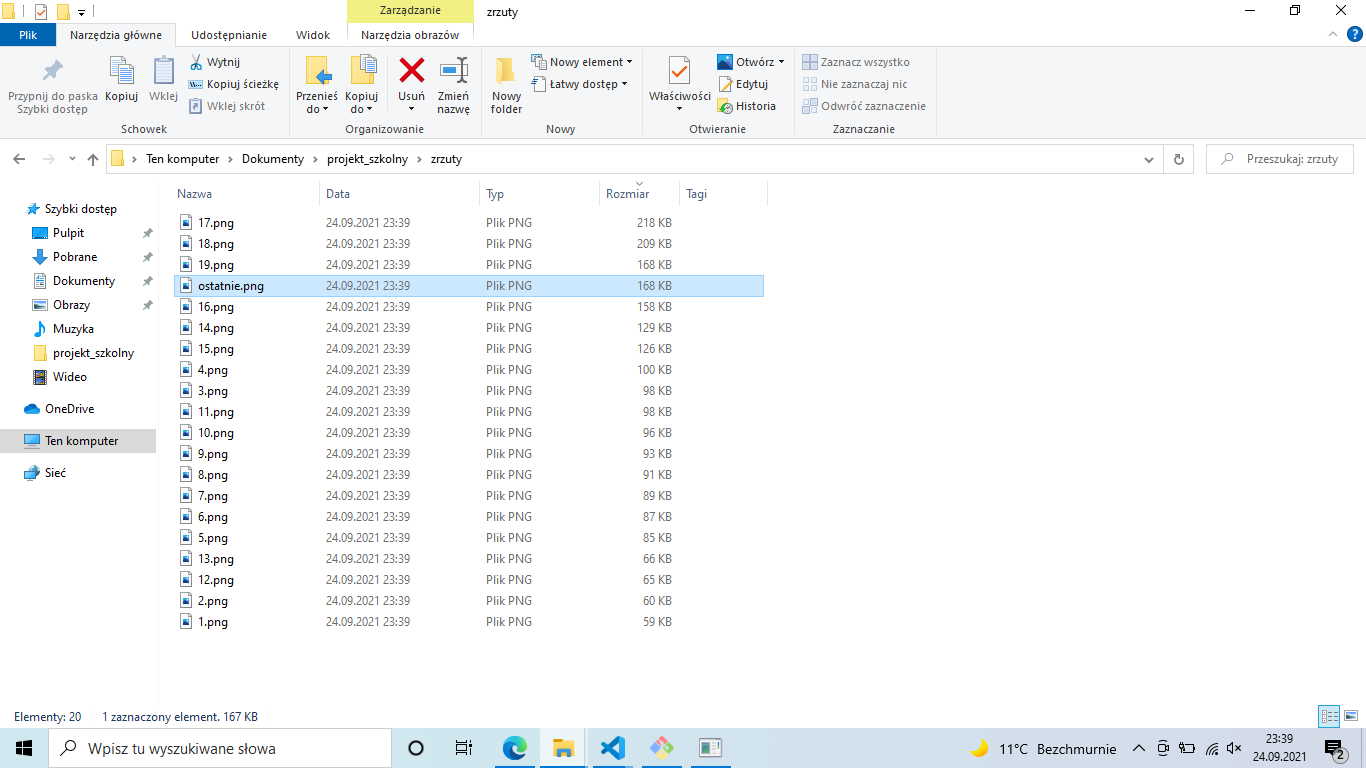 Zarządzanie
zrzuty
Plik
Narzędzia główne
Udostępnianie
Widok
Narzędzia obrazów
Przypnij do paska
Szybki dostęp
Kopiuj
Wklej
Wytnij
Kopiuj ścieżkę
Wklej skrót
Schowek
Przenieś
do
Kopiuj
do
Usuń
Zmień
nazwę
Organizowanie
Nowy
folder
Nowy element
Łatwy dostęp
Nowy
Właściwości
Otwórz
Edytuj
Historia
Otwieranie
Zaznacz wszystko
Nie zaznaczaj nic
Odwróć zaznaczenie
Zaznaczanie
Ten komputer
Dokumenty
projekt_szkolny
zrzuty
Przeszukaj: zrzuty
Szybki dostęp
Pulpit
Pobrane
Dokumenty
Obrazy
Muzyka
projekt_szkolny
Wideo
OneDrive
Ten komputer
Sieć
Nazwa Data Typ Rozmiar Tagi
17.png 24.09.2021 23:39 Plik PNG 218 KB
18.png 24.09.2021 23:39 Plik PNG 209 KB
19.png 24.09.2021 23:39 Plik PNG 168 KB
ostatnie.png 24.09.2021 23:39 Plik PNG 168 KB
16.png 24.09.2021 23:39 Plik PNG 158 KB
14.png 24.09.2021 23:39 Plik PNG 129 KB
15.png 24.09.2021 23:39 Plik PNG 126 KB
4.png 24.09.2021 23:39 Plik PNG 100 KB
3.png 24.09.2021 23:39 Plik PNG 98 KB
11.png 24.09.2021 23:39 Plik PNG 98 KB
10.png 24.09.2021 23:39 Plik PNG 96 KB
9.png 24.09.2021 23:39 Plik PNG 93 KB
8.png 24.09.2021 23:39 Plik PNG 91 KB
7.png 24.09.2021 23:39 Plik PNG 89 KB
6.png 24.09.2021 23:39 Plik PNG 87 KB
5.png 24.09.2021 23:39 Plik PNG 85 KB
13.png 24.09.2021 23:39 Plik PNG 66 KB
12.png 24.09.2021 23:39 Plik PNG 65 KB
2.png 24.09.2021 23:39 Plik PNG 60 KB
1.png 24.09.2021 23:39 Plik PNG 59 KB
Elementy: 20
1 zaznaczony element. 167 KB
Wpisz tu wyszukiwane słowa
11°C Bezchmurnie
23:39
24.09.2021
2